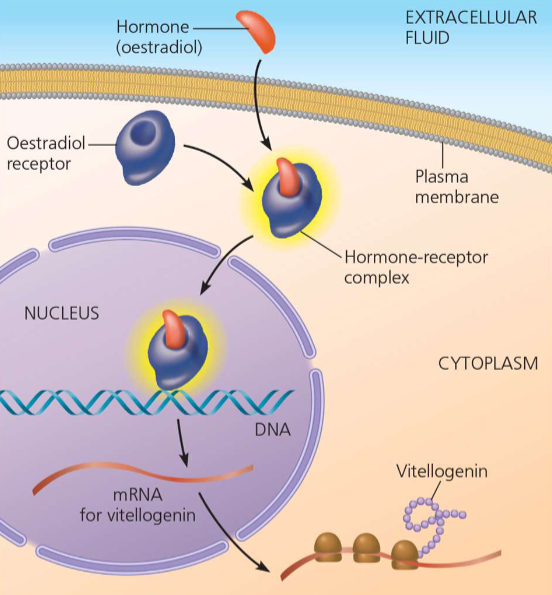 EXTRACELLULAR
FLUID
Hormone
(oestradiol)
Oestradiol
receptor
Plasma
membrane
Hormone-receptor
complex
NUCLEUS
CYTOPLASM
DNA
mRNA
for vitellogenin
Vitellogenin